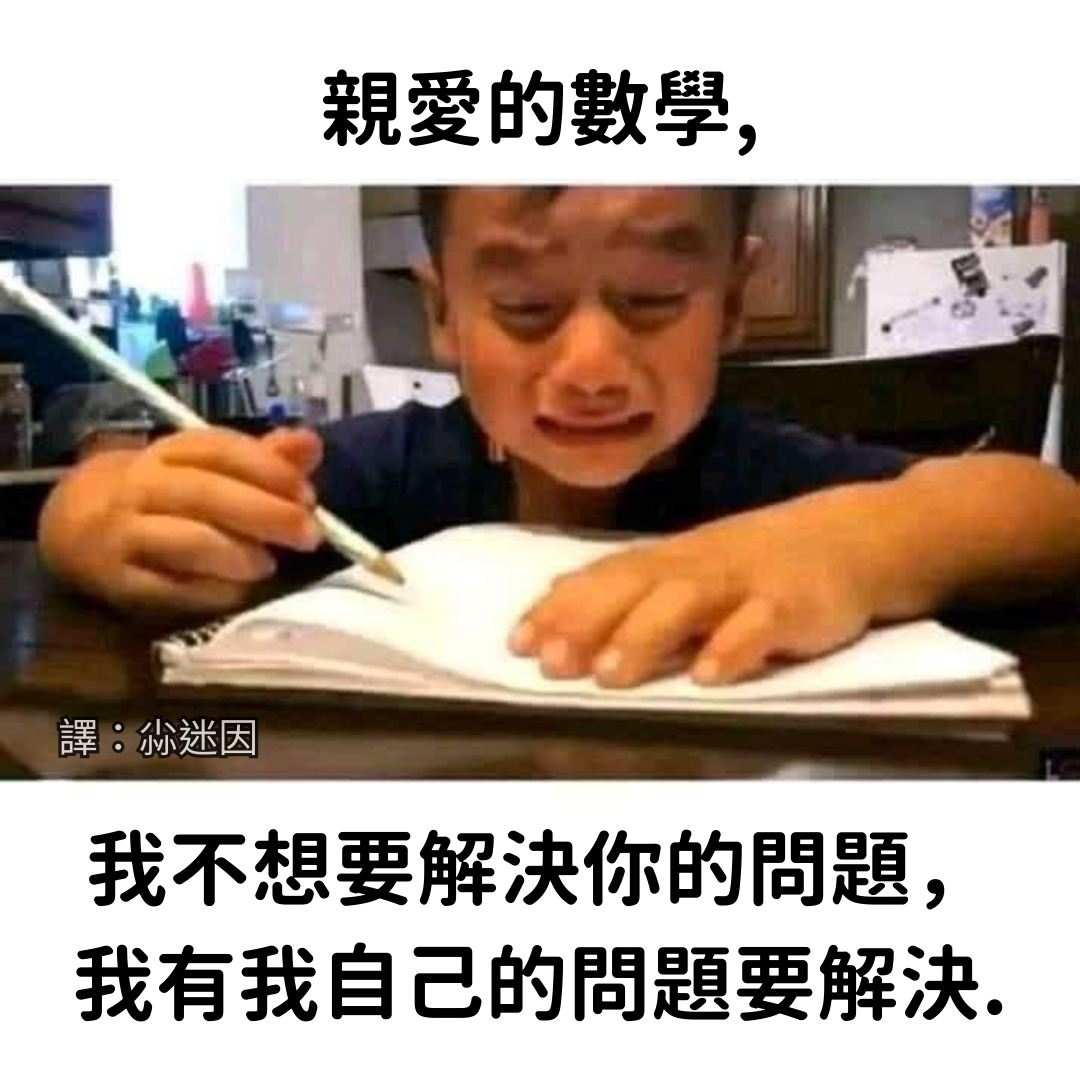 親愛的數學,
譯：尛迷因
我不想要解決你的問題，
我有我自己的問題要解決.